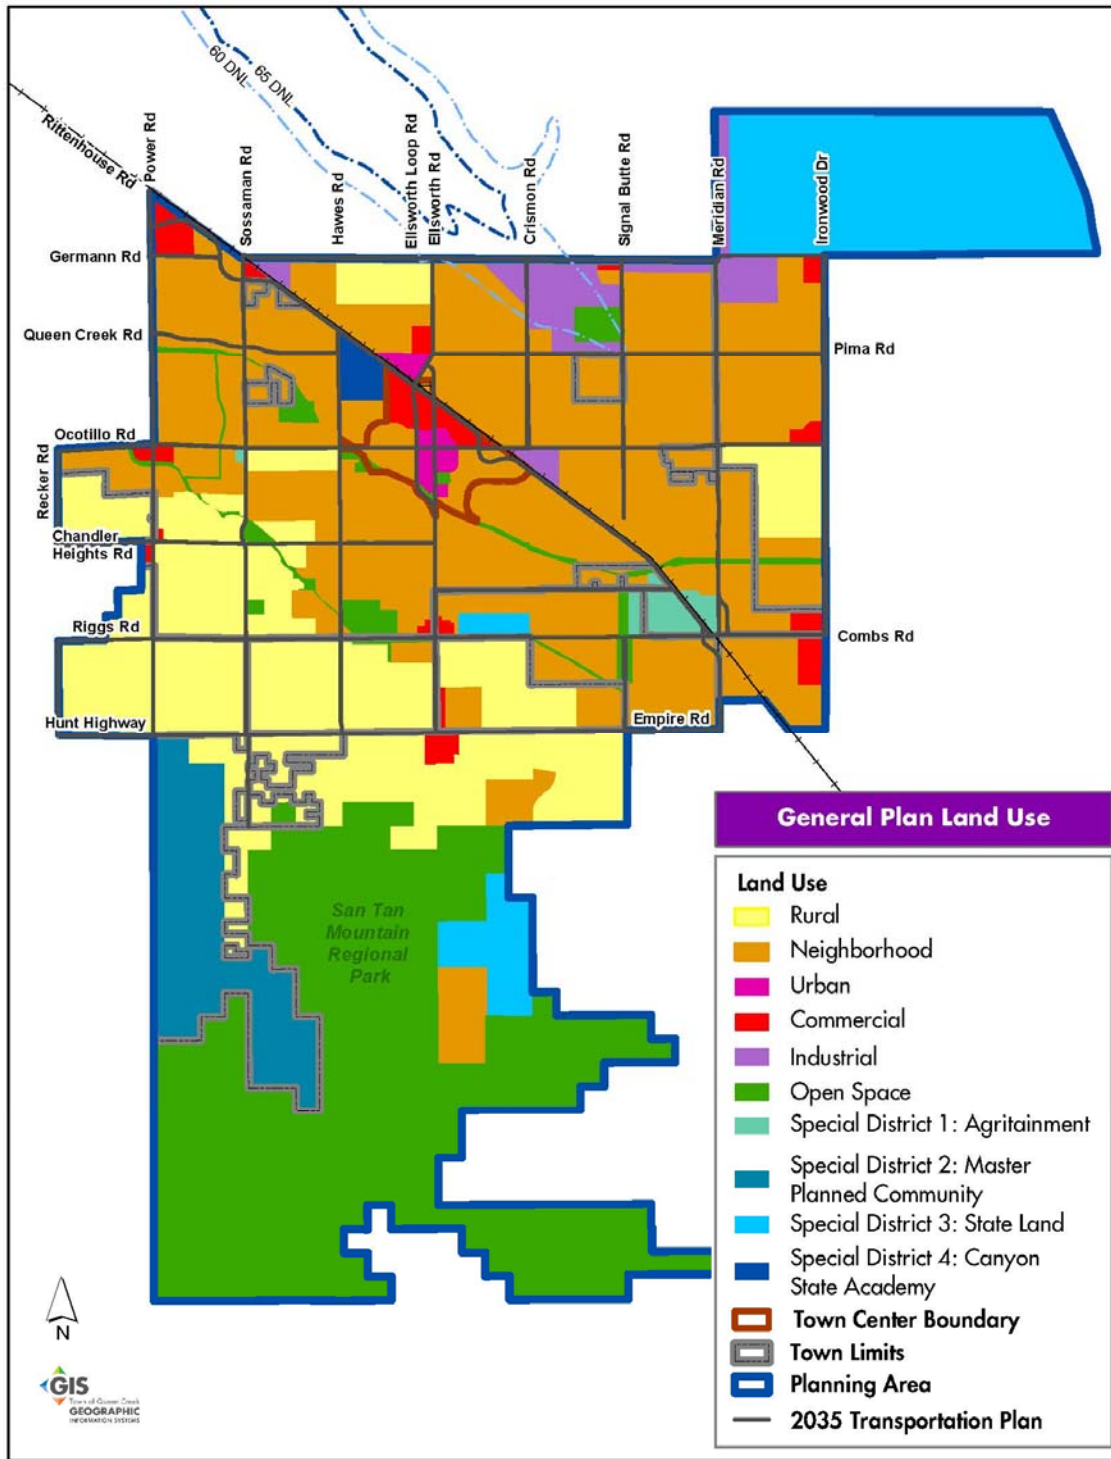 60 DNL
65 DNL
Rittenhouse Rd
Power Rd
Sossaman Rd
Hawes Rd
Ellsworth Loop Rd
Ellsworth Rd
Crismon Rd
Signal Butte Rd
Meridian Rd
Ironwood Dr
Germann Rd
Queen Creek Rd
Pima Rd
Ocotillo Rd
Recker Rd
Chandler
Heights Rd
Riggs Rd
Combs Rd
Hunt Highway
Empire Rd
San Tan
Mountain
Regional
Park
General Plan Land Use
Land Use
Rural
Neighborhood
Urban
Commercial
Industrial
Open Space
Special District 1: Agritainment
Special District 2: Master
Planned Community
Special District 3: State Land
Special District 4: Canyon
State Academy
Town Center Boundary
Town Limits
Planning Area
2035 Transportation Plan
N
GIS
Town of Queen Creek
GEOGRAPHIC
INFORMATION SYSTEMS